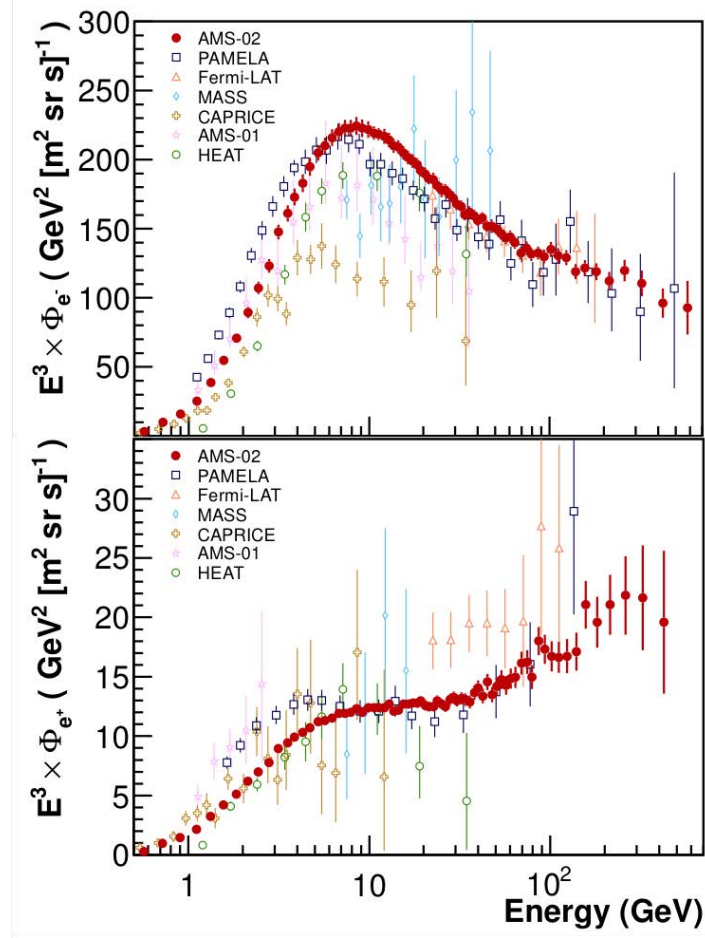 300
250
200
150
100
50
E³ × Φe⁻ ( GeV² [m² sr s]⁻¹ )
AMS-02
PAMELA
Fermi-LAT
MASS
CAPRICE
AMS-01
HEAT
30
25
20
15
10
5
0
E³ × Φe⁺ ( GeV² [m² sr s]⁻¹ )
AMS-02
PAMELA
Fermi-LAT
MASS
CAPRICE
AMS-01
HEAT
1
10
10²
Energy (GeV)